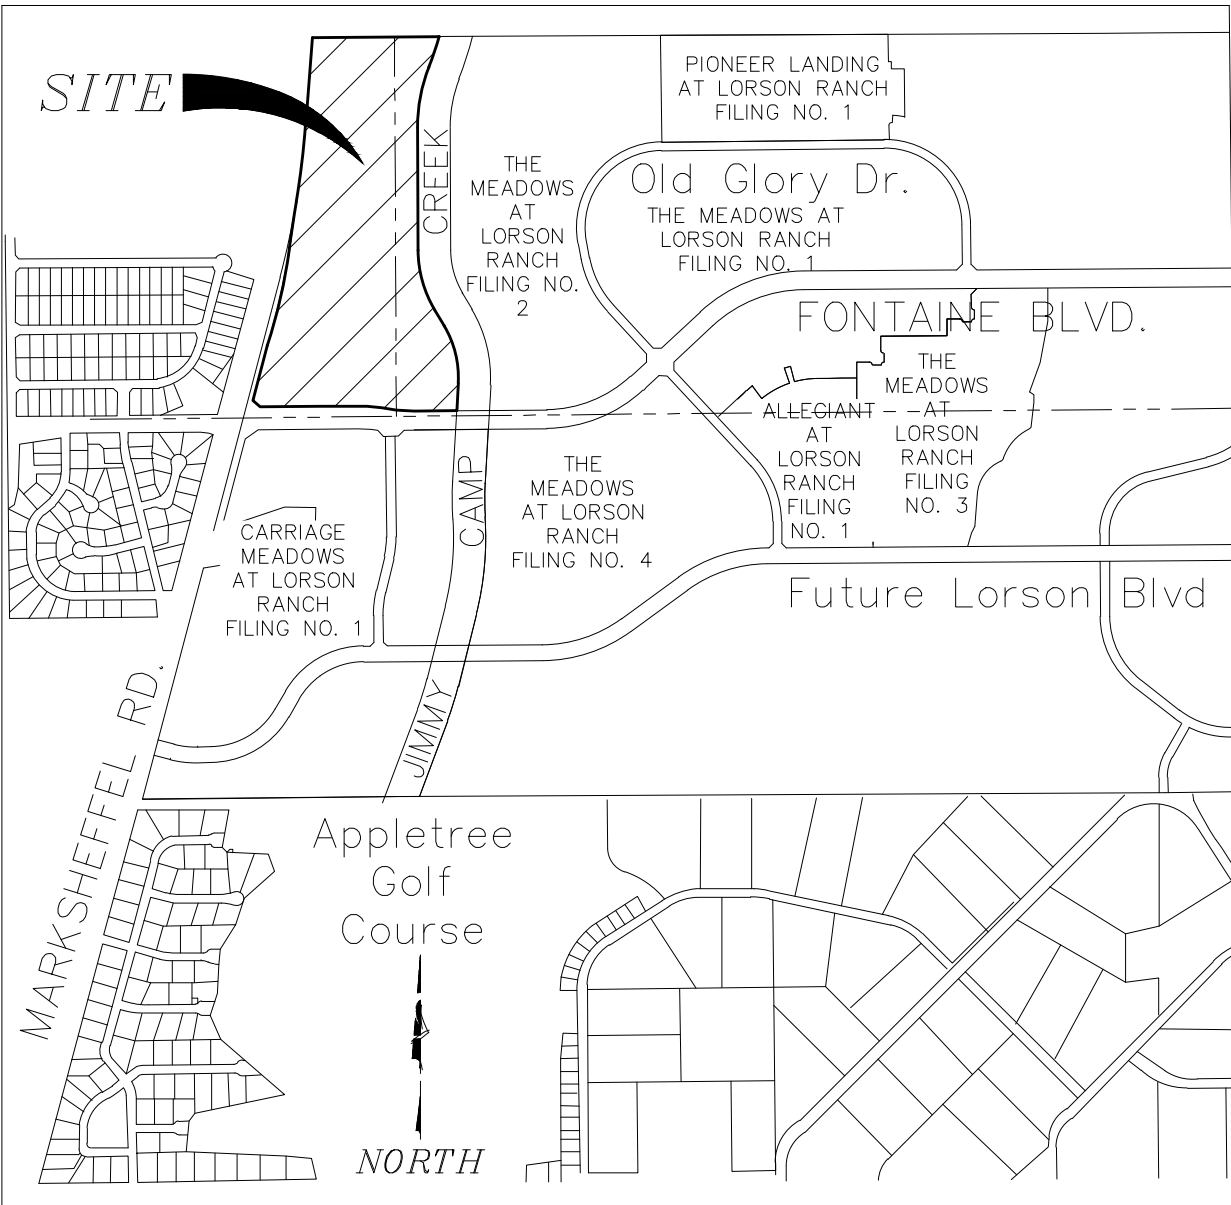 SITE
PIONEER LANDING
AT LORSON RANCH
FILING NO. 1
CREEK
THE
MEADOWS
AT
LORSON
RANCH
FILING NO.
2
Old Glory Dr.
THE MEADOWS AT
LORSON RANCH
FILING NO. 1
FONTAINE BLVD.
THE
MEADOWS
AT
LORSON
RANCH
FILING
NO. 3
ALLEGIANT
AT
LORSON
RANCH
FILING
NO. 1
THE
MEADOWS
AT LORSON
RANCH
FILING NO. 4
CAMP
CARRIAGE
MEADOWS
AT LORSON
RANCH
FILING NO. 1
Future Lorson Blvd
JIMMY
MARKSHEFFEL RD.
Appletree
Golf
Course
NORTH